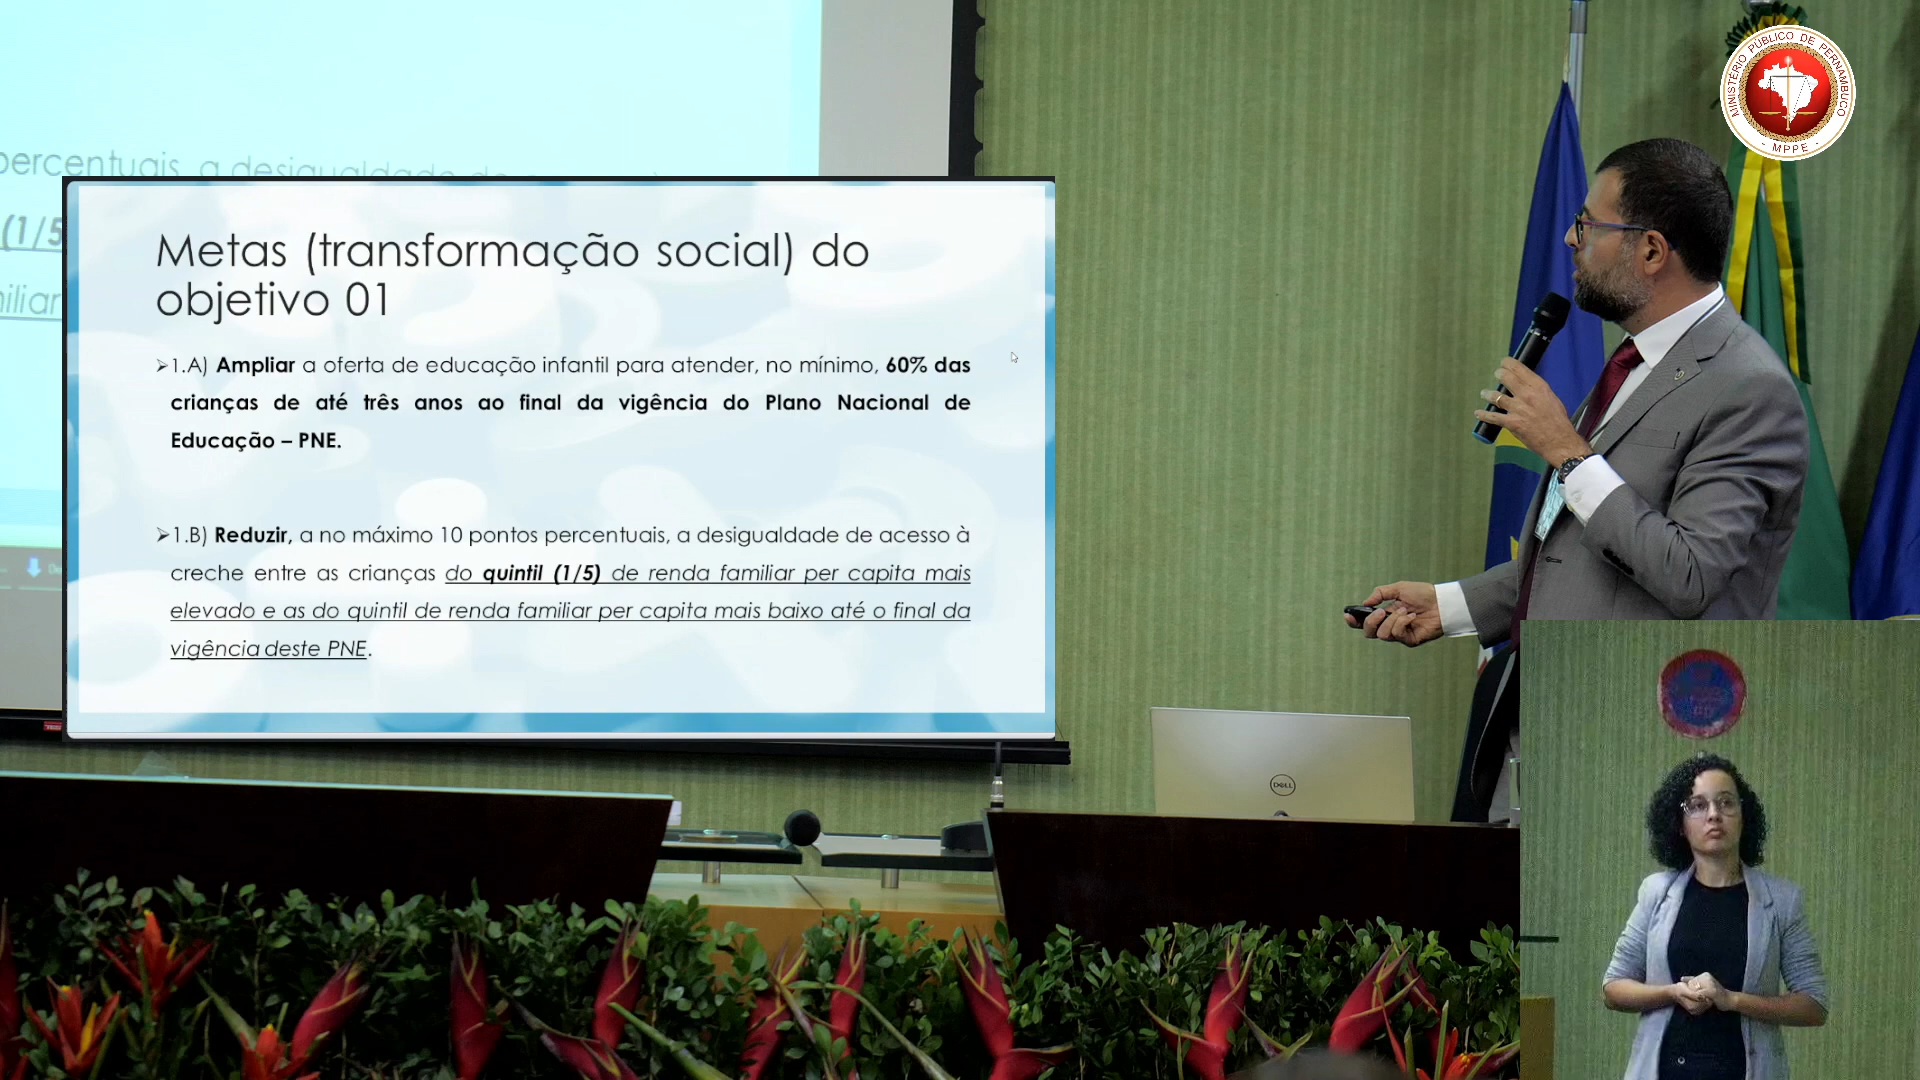 MINISTÉRIO PÚBLICO DE PERNAMBUCO
- MPPE -
percentuais, a desigualdade de
(1/5
niliar
Metas (transformação social) do
objetivo 01
➢1.A) Ampliar a oferta de educação infantil para atender, no mínimo, 60% das
crianças de até três anos ao final da vigência do Plano Nacional de
Educação – PNE.
➢1.B) Reduzir, a no máximo 10 pontos percentuais, a desigualdade de acesso à
creche entre as crianças do quintil (1/5) de renda familiar per capita mais
elevado e as do quintil de renda familiar per capita mais baixo até o final da
vigência deste PNE.
DELL